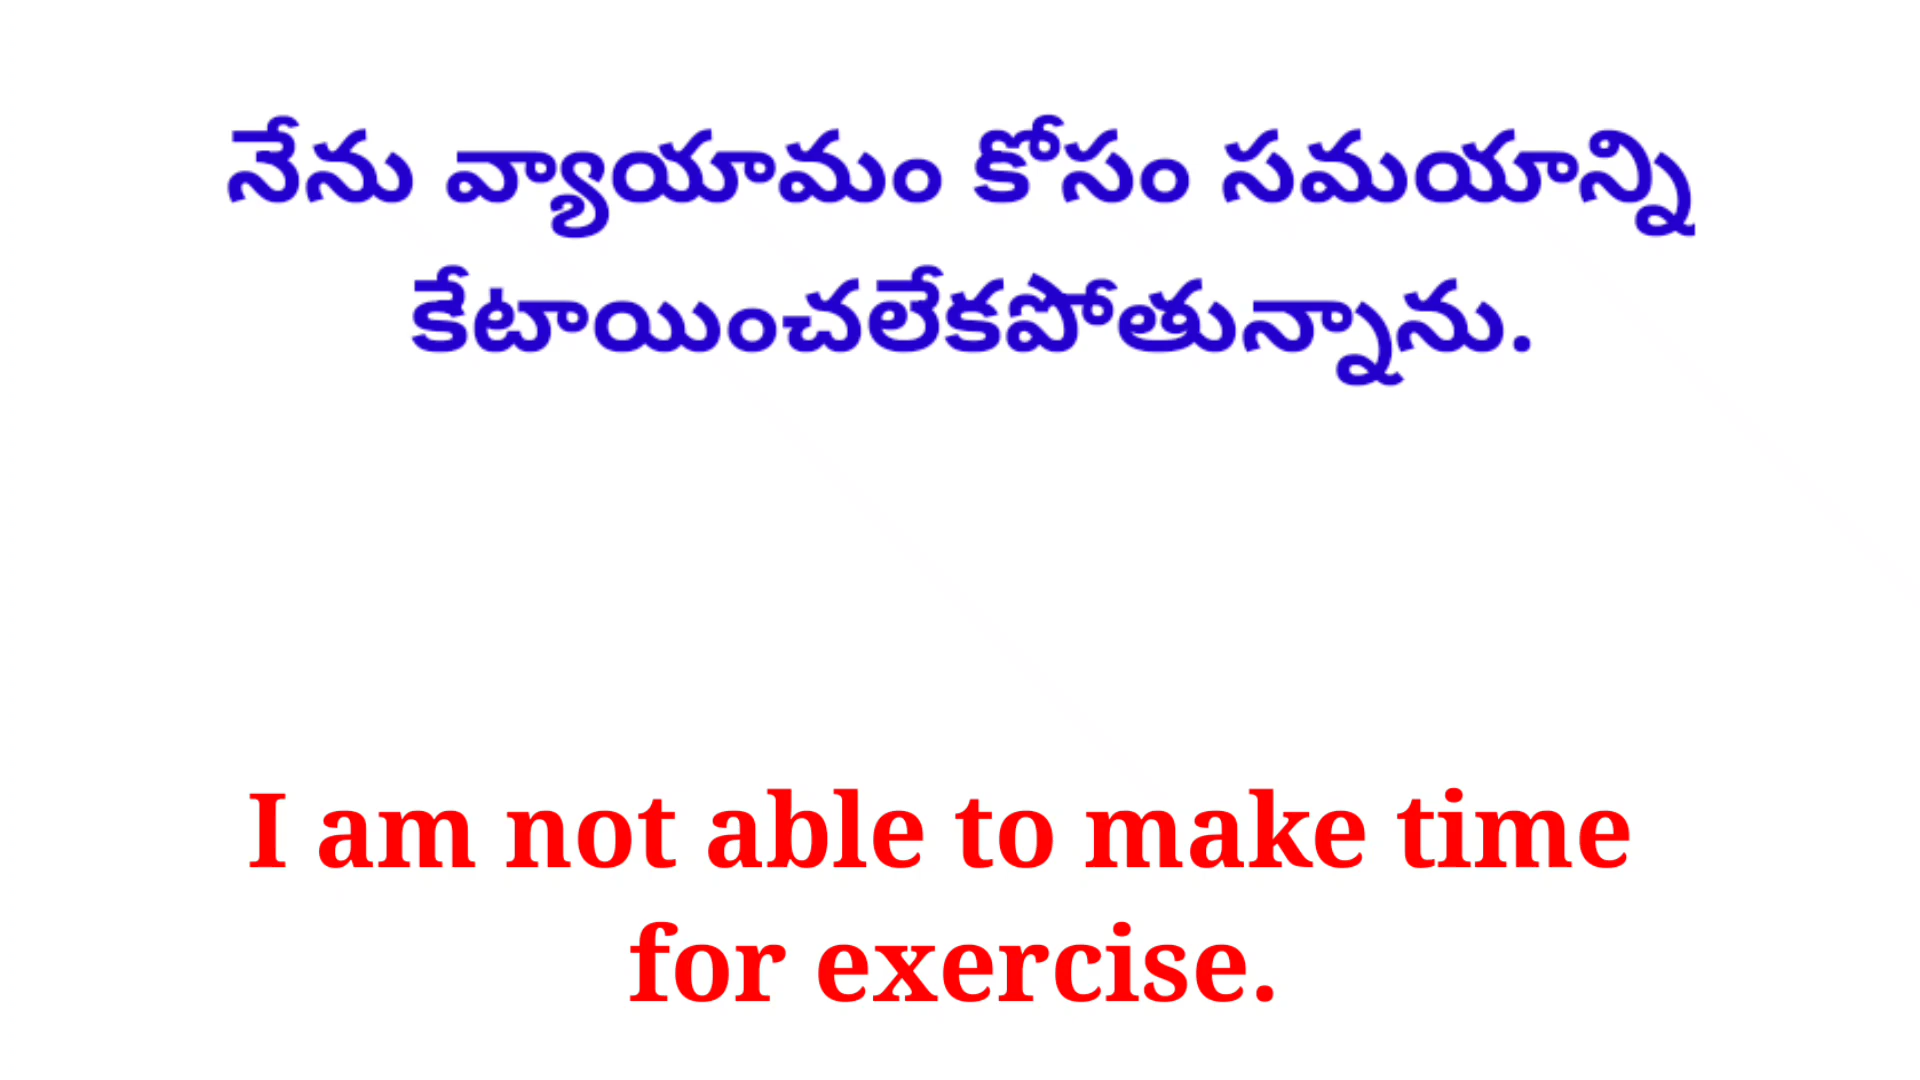 నేను వ్యాయామం కోసం సమయాన్ని
కేటాయించలేకపోతున్నాను.
I am not able to make time
for exercise.